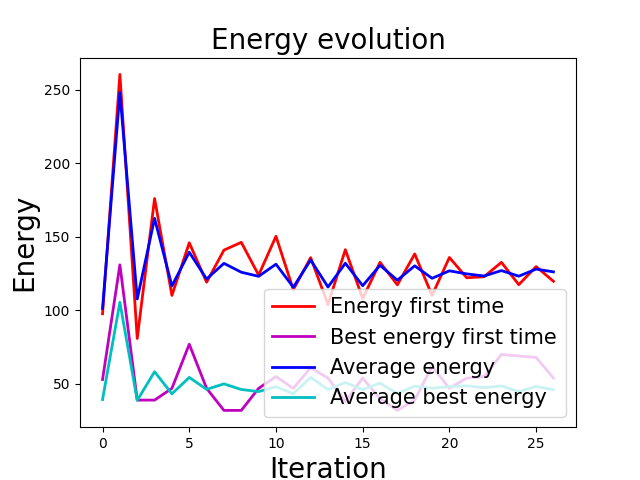 Energy evolution
Energy
250
200
150
100
50
Energy first time
Best energy first time
Average energy
Average best energy
0
5
10
15
20
25
Iteration